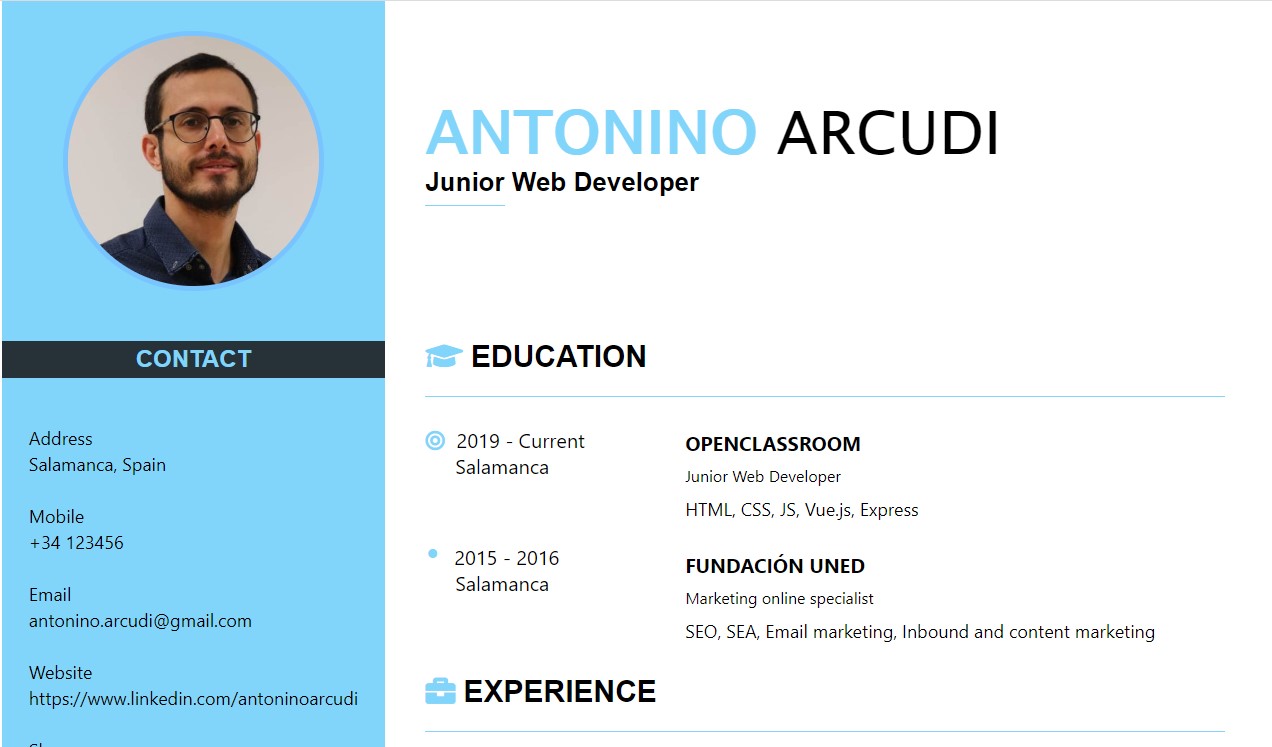 ANTONINO ARCUDI
Junior Web Developer
CONTACT
Address
Salamanca, Spain
Mobile
+34 123456
Email
antonino.arcudi@gmail.com
Website
https://www.linkedin.com/antoninoarcudi
EDUCATION
2019 - Current
Salamanca
OPENCLASSROOM
Junior Web Developer
HTML, CSS, JS, Vue.js, Express
2015 - 2016
Salamanca
FUNDACIÓN UNED
Marketing online specialist
SEO, SEA, Email marketing, Inbound and content marketing
EXPERIENCE